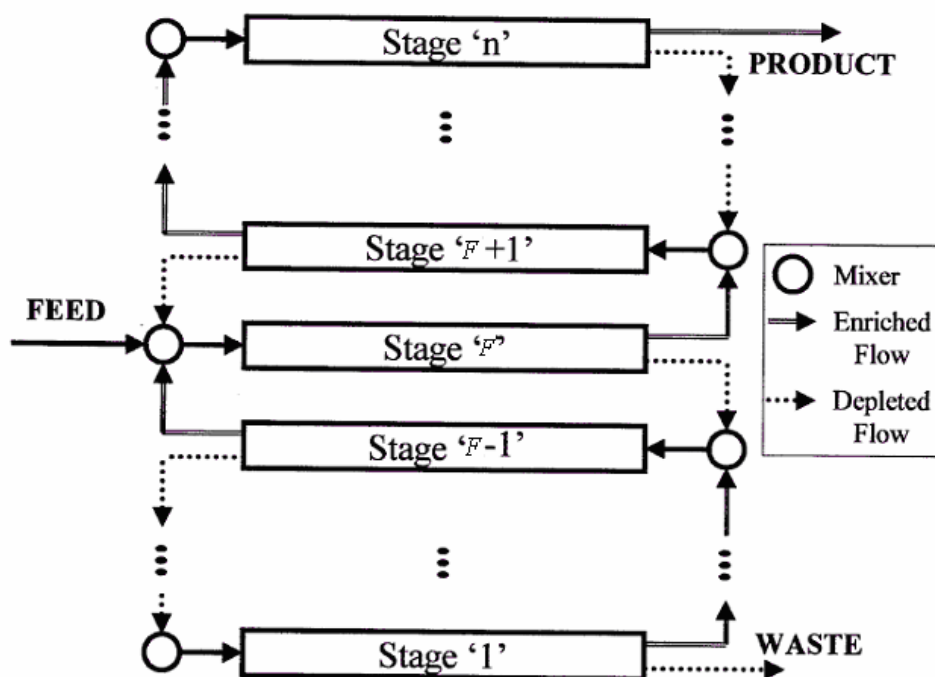 Stage ‘n’
PRODUCT
Stage ‘F+1’
FEED
Stage ‘F’’
Stage ‘F-1’
Stage ‘1’
WASTE
Mixer
Enriched
Flow
Depleted
Flow